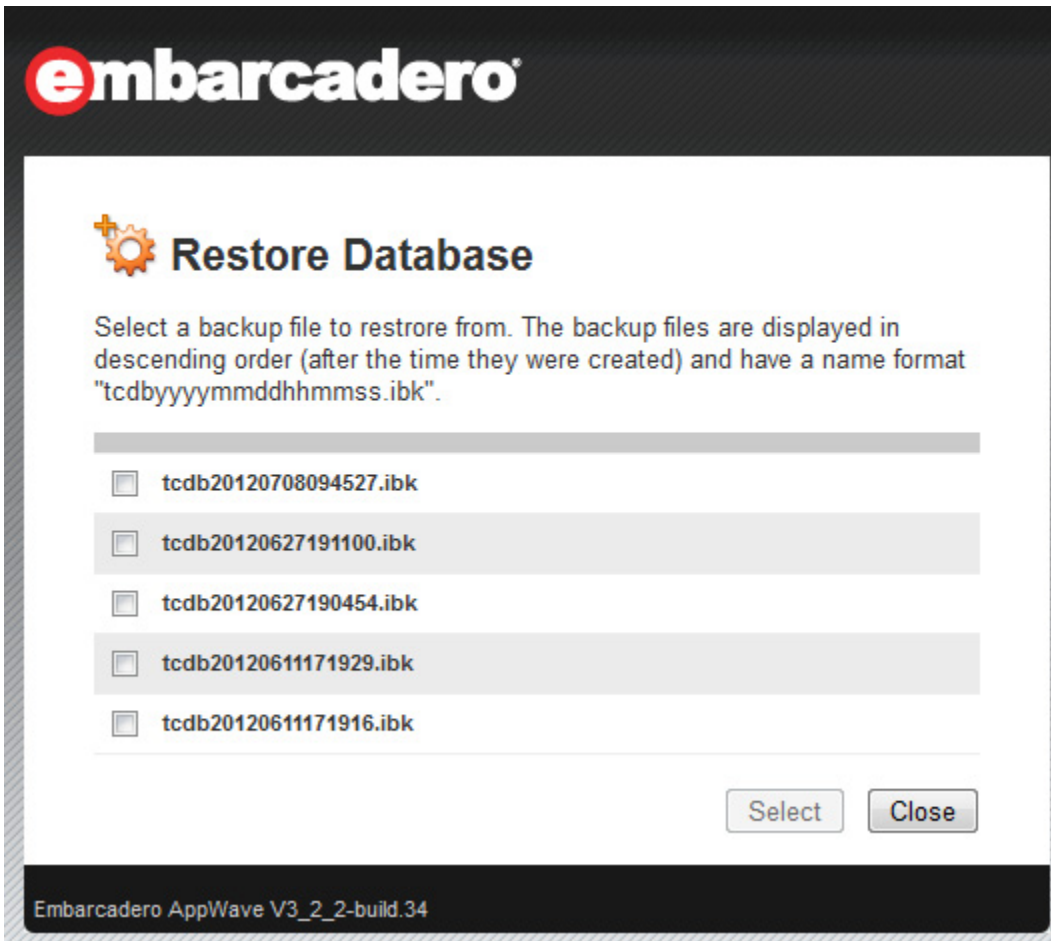 embarcadero®
Restore Database
Select a backup file to restrore from. The backup files are displayed in
descending order (after the time they were created) and have a name format
"tcdbyyyymmddhhmmss.ibk".
tcdb20120708094527.ibk
tcdb20120627191100.ibk
tcdb20120627190454.ibk
tcdb20120611171929.ibk
tcdb20120611171916.ibk
Select Close
Embarcadero AppWave V3_2_2-build.34